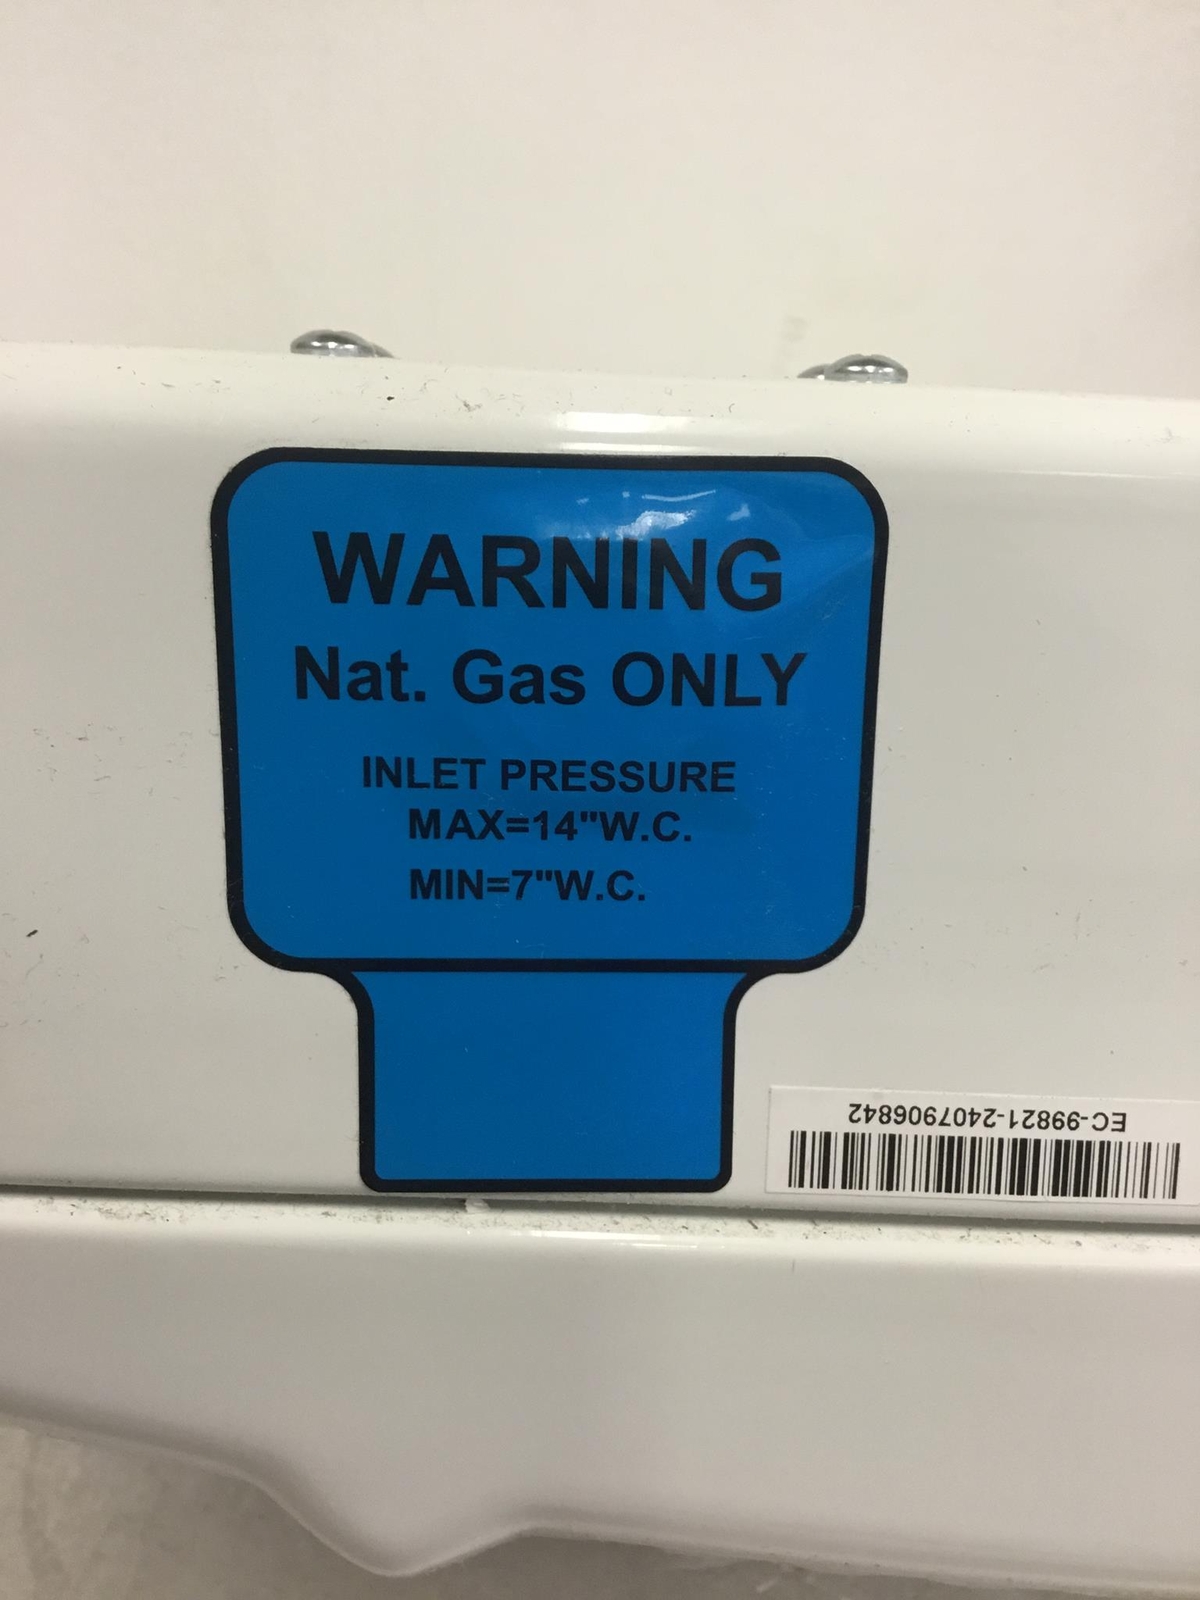 WARNING
Nat. Gas ONLY
INLET PRESSURE
MAX=14"W.C.
MIN=7"W.C.
EC-99821-2407906842